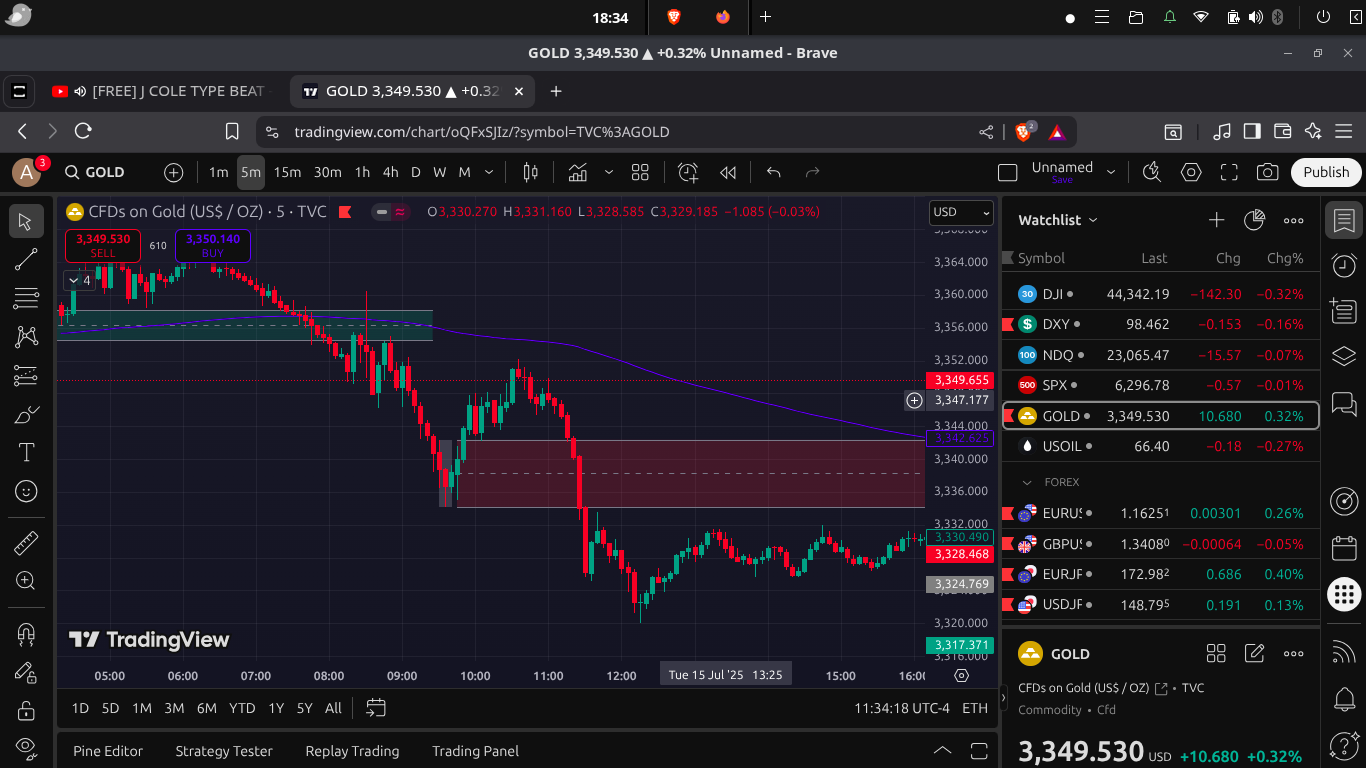 18:34
GOLD 3,349.530 ▲ +0.32% Unnamed - Brave
[FREE] J COLE TYPE BEAT
GOLD 3,349.530 ▲ +0.32
tradingview.com/chart/oQFxSJIz/?symbol=TVC%3AGOLD
2
A
3
GOLD
1m 5m 15m 30m 1h 4h D W M
Unnamed
Save
Publish
CFDs on Gold (US$ / OZ) · 5 · TVC
O3,330.270 H3,331.160 L3,328.585 C3,329.185 −1.085 (−0.03%)
USD
3,349.530
SELL
610
3,350.140
BUY
4
3,364.000
3,360.000
3,356.000
3,352.000
3,349.655
3,347.177
3,344.000
3,342.625
3,340.000
3,336.000
3,332.000
3,330.490
3,328.468
3,324.769
3,320.000
3,317.371
3,316.000
TradingView
05:00 06:00 07:00 08:00 09:00 10:00 11:00 12:00 Tue 15 Jul '25 13:25 15:00 16:00
1D 5D 1M 3M 6M YTD 1Y 5Y All
11:34:18 UTC-4 ETH
Pine Editor Strategy Tester Replay Trading Trading Panel
Watchlist
Symbol Last Chg Chg%
30 DJI 44,342.19 −142.30 −0.32%
$ DXY 98.462 −0.153 −0.16%
100 NDQ 23,065.47 −15.57 −0.07%
500 SPX 6,296.78 −0.57 −0.01%
GOLD 3,349.530 10.680 0.32%
USOIL 66.40 −0.18 −0.27%
FOREX
EURUS 1.16251 0.00301 0.26%
GBPUS 1.34080 −0.00064 −0.05%
EURJP 172.982 0.686 0.40%
USDJP 148.795 0.191 0.13%
GOLD
CFDs on Gold (US$ / OZ) • TVC
Commodity • Cfd
3,349.530 USD +10.680 +0.32%